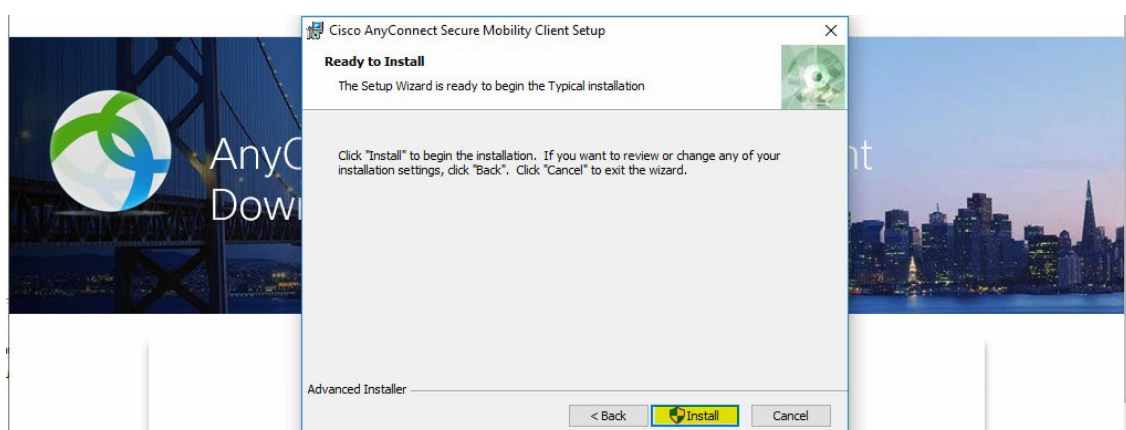 Cisco AnyConnect Secure Mobility Client Setup
Ready to Install
The Setup Wizard is ready to begin the Typical installation
Click "Install" to begin the installation. If you want to review or change any of your
installation settings, click "Back". Click "Cancel" to exit the wizard.
AnyC
Dow
nt
Advanced Installer
< Back
Install
Cancel